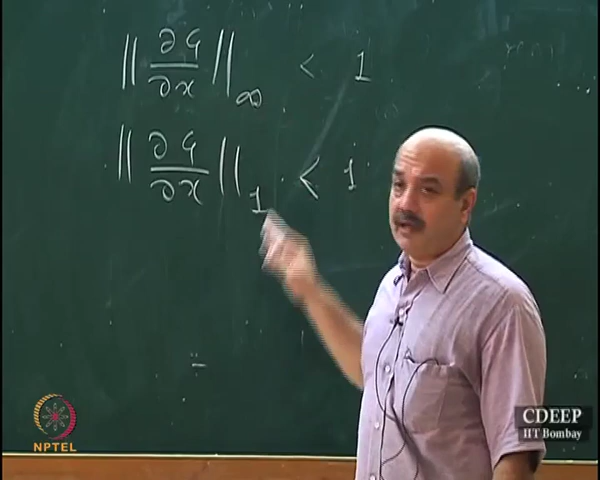 || ∂G/∂x ||∞ < 1
|| ∂G/∂x ||1 < 1
NPTEL
CDEEP
IIT Bombay